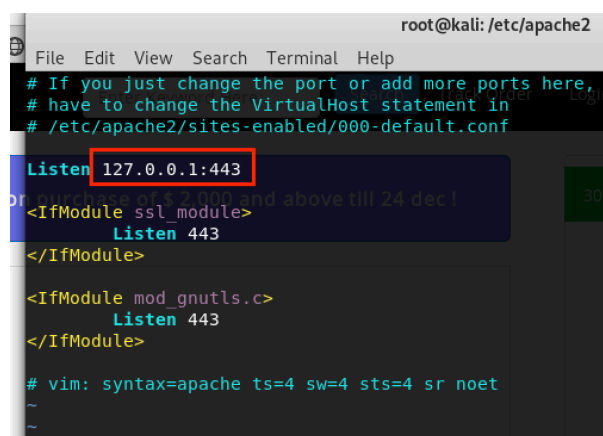 root@kali: /etc/apache2
File Edit View Search Terminal Help
# If you just change the port or add more ports here,
# have to change the VirtualHost statement in
# /etc/apache2/sites-enabled/000-default.conf
Listen 127.0.0.1:443
purchase of $ 2,000 and above till 24 dec !
30
<IfModule ssl_module>
Listen 443
</IfModule>
<IfModule mod_gnutls.c>
Listen 443
</IfModule>
# vim: syntax=apache ts=4 sw=4 sts=4 sr noet
~
~